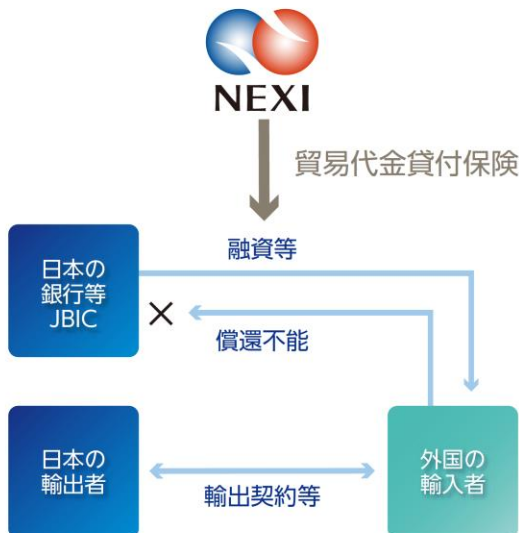 NEXI
貿易代金貸付保険
融資等
日本の
銀行等
JBIC
×
償還不能
日本の
輸出者
輸出契約等
外国の
輸入者